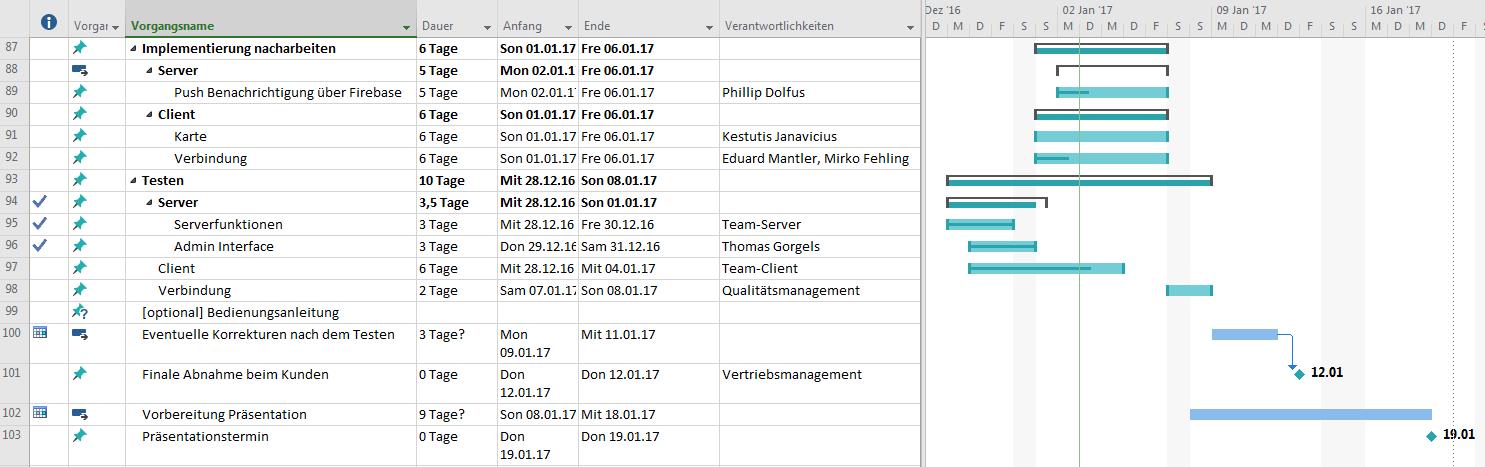 Dez '16 02 Jan '17 09 Jan '17 16 Jan '17
Vorgar Vorgangsname Dauer Anfang Ende Verantwortlichkeiten D M D F S S M D M D F S S M D M D F S S M D M D F
87 Implementierung nacharbeiten 6 Tage Son 01.01.17 Fre 06.01.17
88 Server 5 Tage Mon 02.01.1 Fre 06.01.17
89 Push Benachrichtigung über Firebase 5 Tage Mon 02.01.1 Fre 06.01.17 Phillip Dolfus
90 Client 6 Tage Son 01.01.17 Fre 06.01.17
91 Karte 6 Tage Son 01.01.17 Fre 06.01.17 Kestutis Janavicius
92 Verbindung 6 Tage Son 01.01.17 Fre 06.01.17 Eduard Mantler, Mirko Fehling
93 Testen 10 Tage Mit 28.12.16 Son 08.01.17
94 Server 3,5 Tage Mit 28.12.16 Son 01.01.17
95 Serverfunktionen 3 Tage Mit 28.12.16 Fre 30.12.16 Team-Server
96 Admin Interface 3 Tage Don 29.12.16 Sam 31.12.16 Thomas Gorgels
97 Client 6 Tage Mit 28.12.16 Mit 04.01.17 Team-Client
98 Verbindung 2 Tage Sam 07.01.17 Son 08.01.17 Qualitätsmanagement
99 [optional] Bedienungsanleitung
100 Eventuelle Korrekturen nach dem Testen 3 Tage? Mon Mit 11.01.17
09.01.17
101 Finale Abnahme beim Kunden 0 Tage Don Don 12.01.17 Vertriebsmanagement 12.01
12.01.17
102 Vorbereitung Präsentation 9 Tage? Son 08.01.17 Mit 18.01.17
103 Präsentationstermin 0 Tage Don Don 19.01.17 19.01
19.01.17